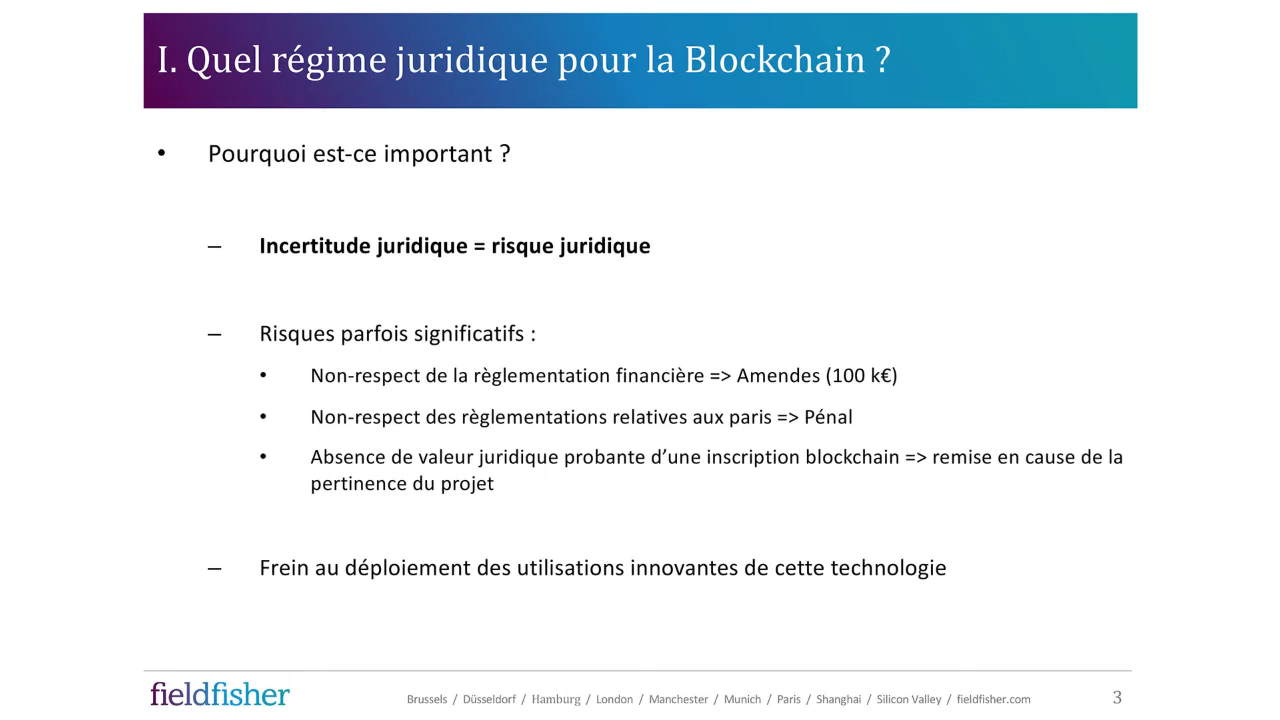 I. Quel régime juridique pour la Blockchain ?
• Pourquoi est-ce important ?
– Incertitude juridique = risque juridique
– Risques parfois significatifs :
• Non-respect de la règlementation financière => Amendes (100 k€)
• Non-respect des règlementations relatives aux paris => Pénal
• Absence de valeur juridique probante d’une inscription blockchain => remise en cause de la
pertinence du projet
– Frein au déploiement des utilisations innovantes de cette technologie
fieldfisher
Brussels / Düsseldorf / Hamburg / London / Manchester / Munich / Paris / Shanghai / Silicon Valley / fieldfisher.com
3